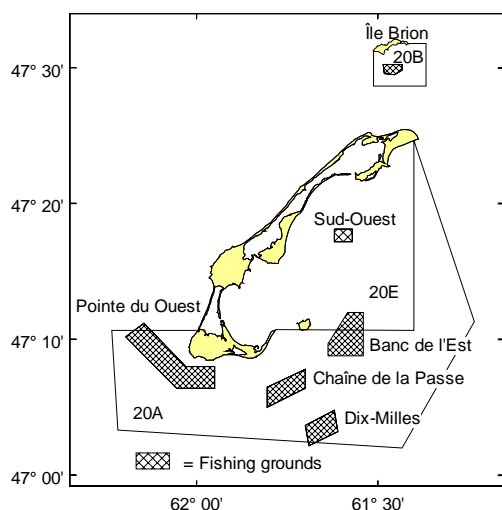 Île Brion
47° 30'
20B
47° 20'
Sud-Ouest
20E
Pointe du Ouest
47° 10'
Banc de l'Est
Chaîne de la Passe
20A
Dix-Milles
= Fishing grounds
47° 00'
62° 00'
61° 30'